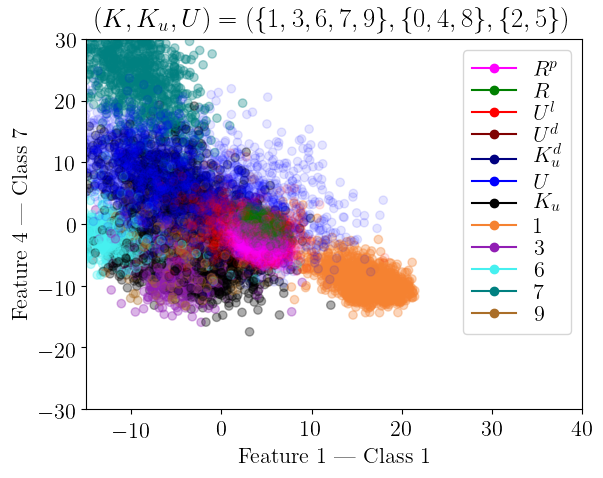 (K, K_u, U) = ({1, 3, 6, 7, 9}, {0, 4, 8}, {2, 5})
30
20
10
0
−10
−20
−30
Feature 4 — Class 7
−10
0
10
20
30
40
Feature 1 — Class 1
R^p
R
U^l
U^d
K_u^d
U
K_u
1
3
6
7
9